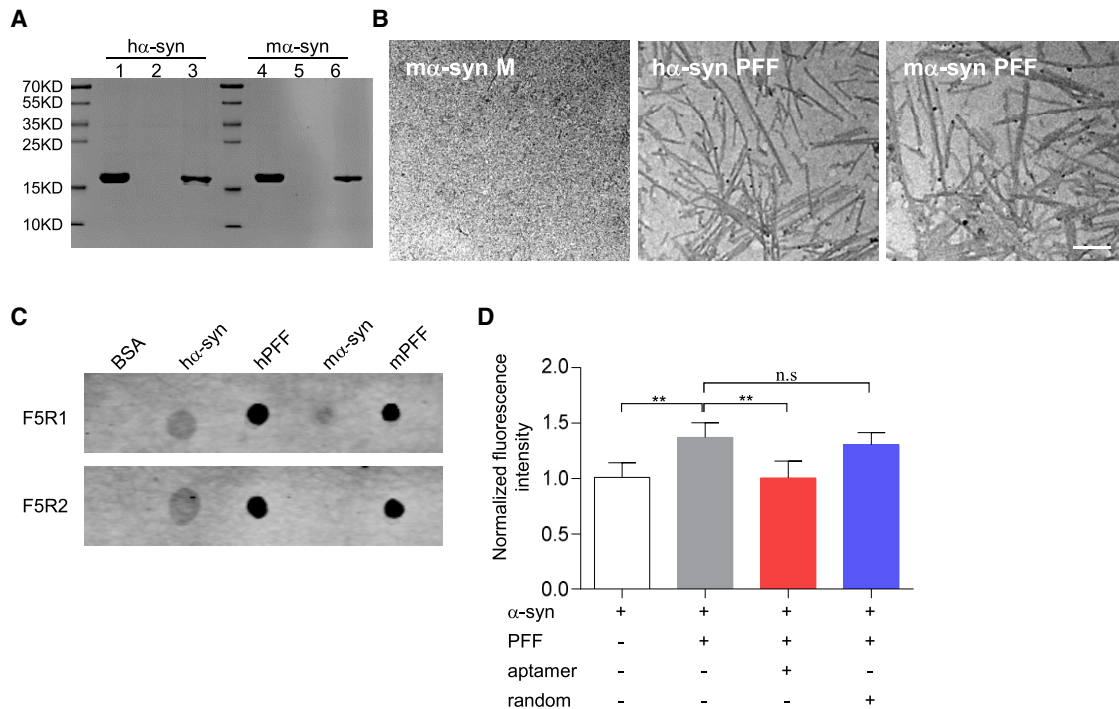 A
hα-syn
mα-syn
1 2 3 4 5 6
70KD
55KD
35KD
25KD
15KD
10KD
B
mα-syn M
hα-syn PFF
mα-syn PFF
C
BSA
hα-syn
hPFF
mα-syn
mPFF
F5R1
F5R2
D
Normalized fluorescence
intensity
2.0
1.5
1.0
0.5
0.0
n.s
** **
α-syn + + + +
PFF - + + +
aptamer - - + -
random - - - +